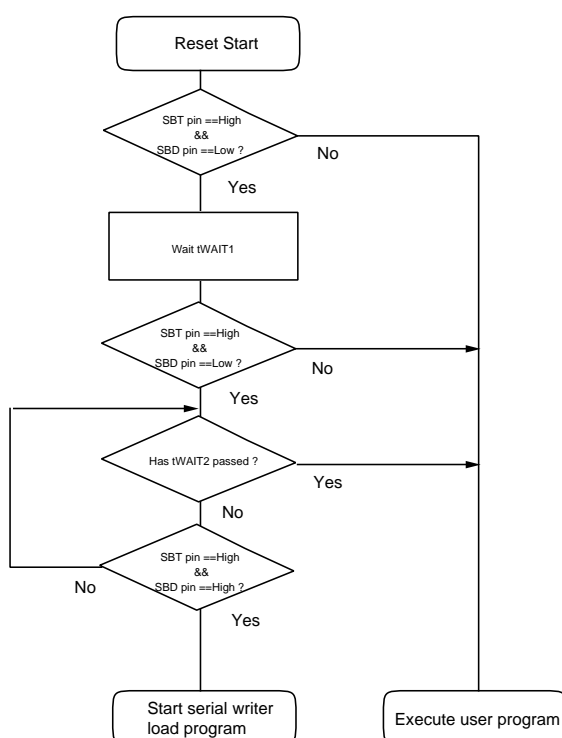 Reset Start
SBT pin ==High
&&
SBD pin ==Low ?
No
Yes
Wait tWAIT1
SBT pin ==High
&&
SBD pin ==Low ?
No
Yes
Has tWAIT2 passed ?
Yes
No
SBT pin ==High
&&
SBD pin ==High ?
No
Yes
Start serial writer
load program
Execute user program